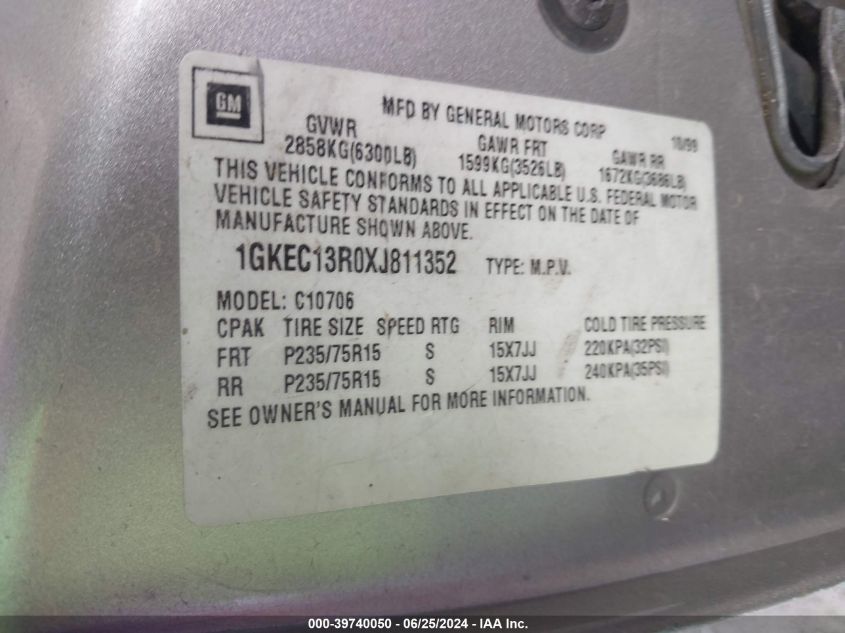 GM
MFD BY GENERAL MOTORS CORP 10/99
GVWR GAWR FRT GAWR RR
2858KG(6300LB) 1599KG(3526LB) 1672KG(3686LB)
THIS VEHICLE CONFORMS TO ALL APPLICABLE U.S. FEDERAL MOTOR
VEHICLE SAFETY STANDARDS IN EFFECT ON THE DATE OF
MANUFACTURE SHOWN ABOVE.
1GKEC13R0XJ811352 TYPE: M.P.V.
MODEL: C10706
CPAK TIRE SIZE SPEED RTG RIM COLD TIRE PRESSURE
FRT P235/75R15 S 15X7JJ 220KPA(32PSI)
RR P235/75R15 S 15X7JJ 240KPA(35PSI)
SEE OWNER'S MANUAL FOR MORE INFORMATION.
000-39740050 - 06/25/2024 - IAA Inc.